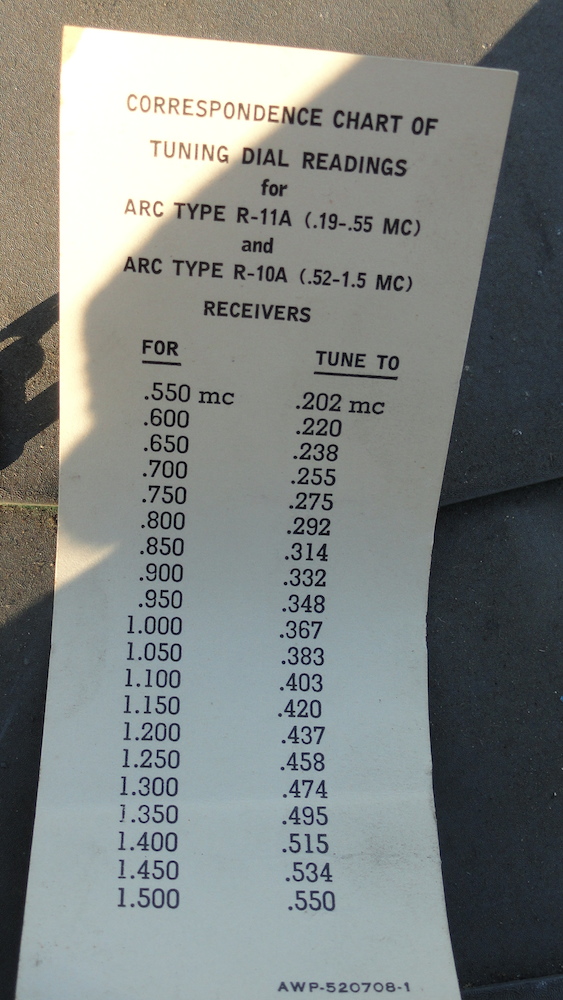 CORRESPONDENCE CHART OF
TUNING DIAL READINGS
for
ARC TYPE R-11A (.19-.55 MC)
and
ARC TYPE R-10A (.52-1.5 MC)
RECEIVERS
FOR TUNE TO
.550 mc .202 mc
.600 .220
.650 .238
.700 .255
.750 .275
.800 .292
.850 .314
.900 .332
.950 .348
1.000 .367
1.050 .383
1.100 .403
1.150 .420
1.200 .437
1.250 .458
1.300 .474
1.350 .495
1.400 .515
1.450 .534
1.500 .550
AWP-520708-1